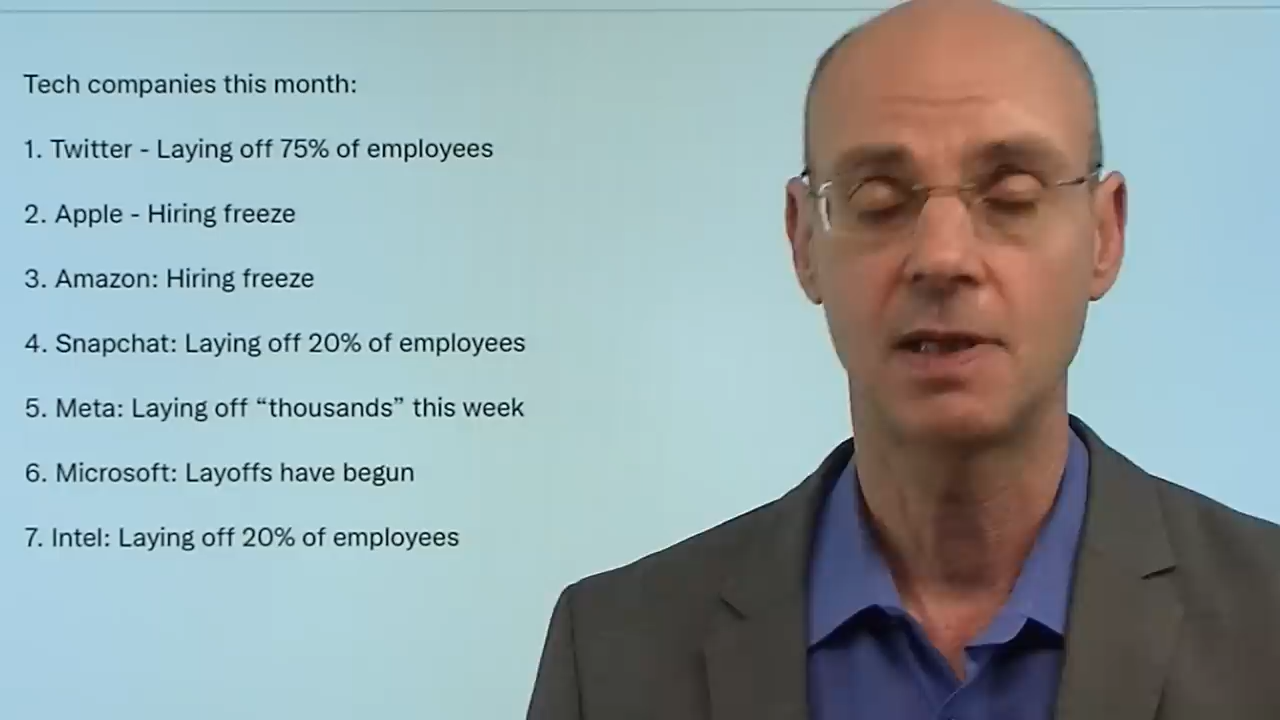 Tech companies this month:
1. Twitter - Laying off 75% of employees
2. Apple - Hiring freeze
3. Amazon: Hiring freeze
4. Snapchat: Laying off 20% of employees
5. Meta: Laying off “thousands” this week
6. Microsoft: Layoffs have begun
7. Intel: Laying off 20% of employees